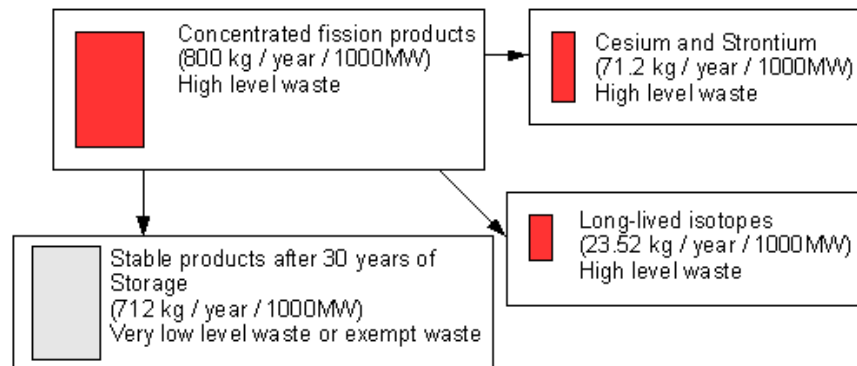 Concentrated fission products
(800 kg / year / 1000MW)
High level waste
Cesium and Strontium
(71.2 kg / year / 1000MW)
High level waste
Long-lived isotopes
(23.52 kg / year / 1000MW)
High level waste
Stable products after 30 years of
Storage
(712 kg / year / 1000MW)
Very low level waste or exempt waste